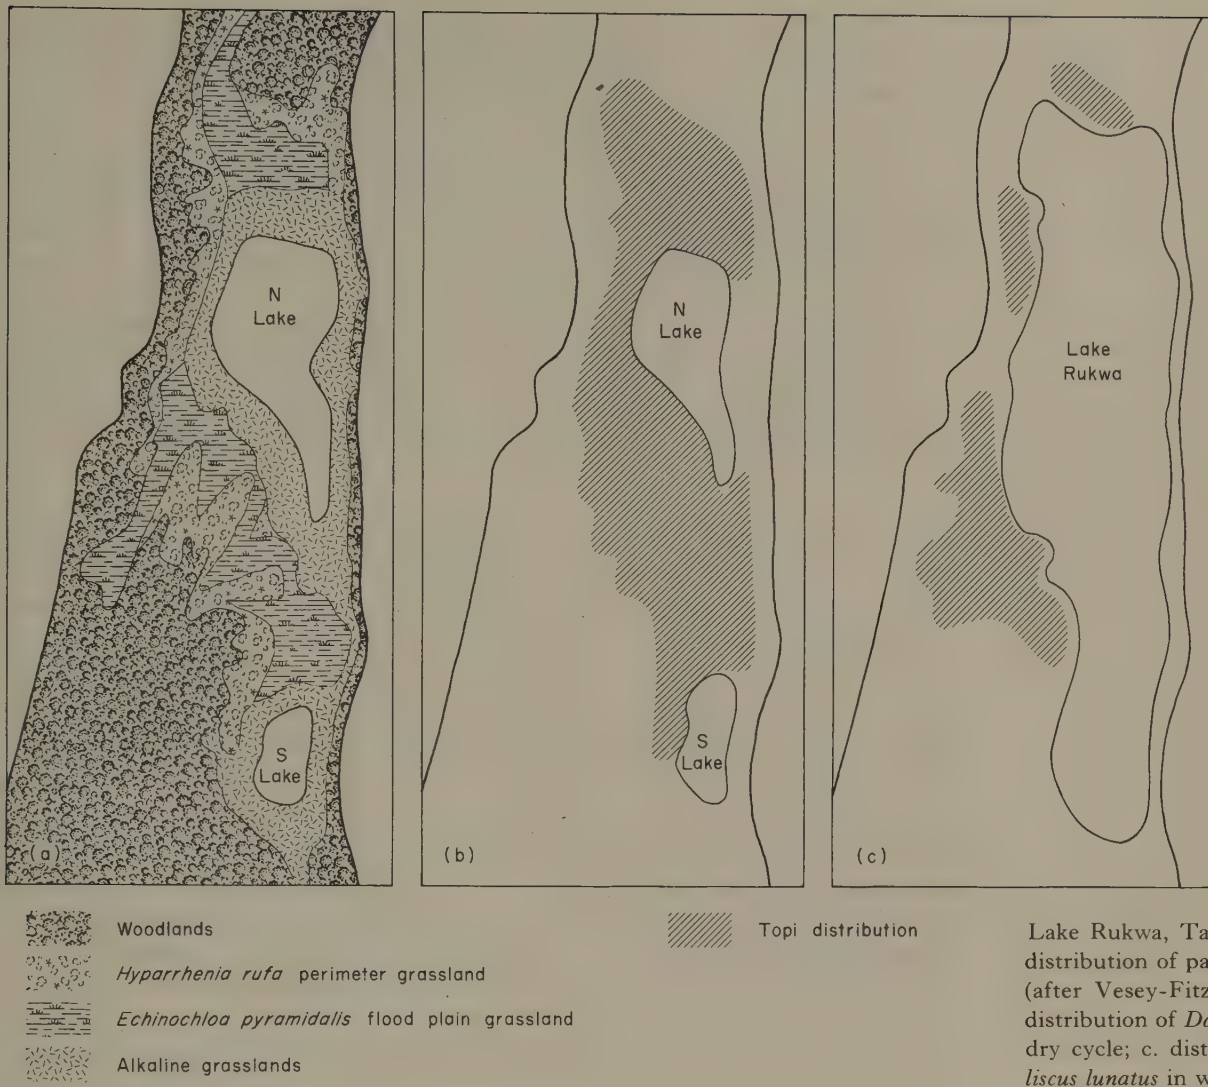 N
Lake
S
Lake
(a)
N
Lake
S
Lake
(b)
Lake
Rukwa
(c)
Woodlands
Hyparrhenia rufa perimeter grassland
Echinochloa pyramidalis flood plain grassland
Alkaline grasslands
Topi distribution
Lake Rukwa, Ta
distribution of pa
(after Vesey-Fitz
distribution of Da
dry cycle; c. dist
liscus lunatus in w